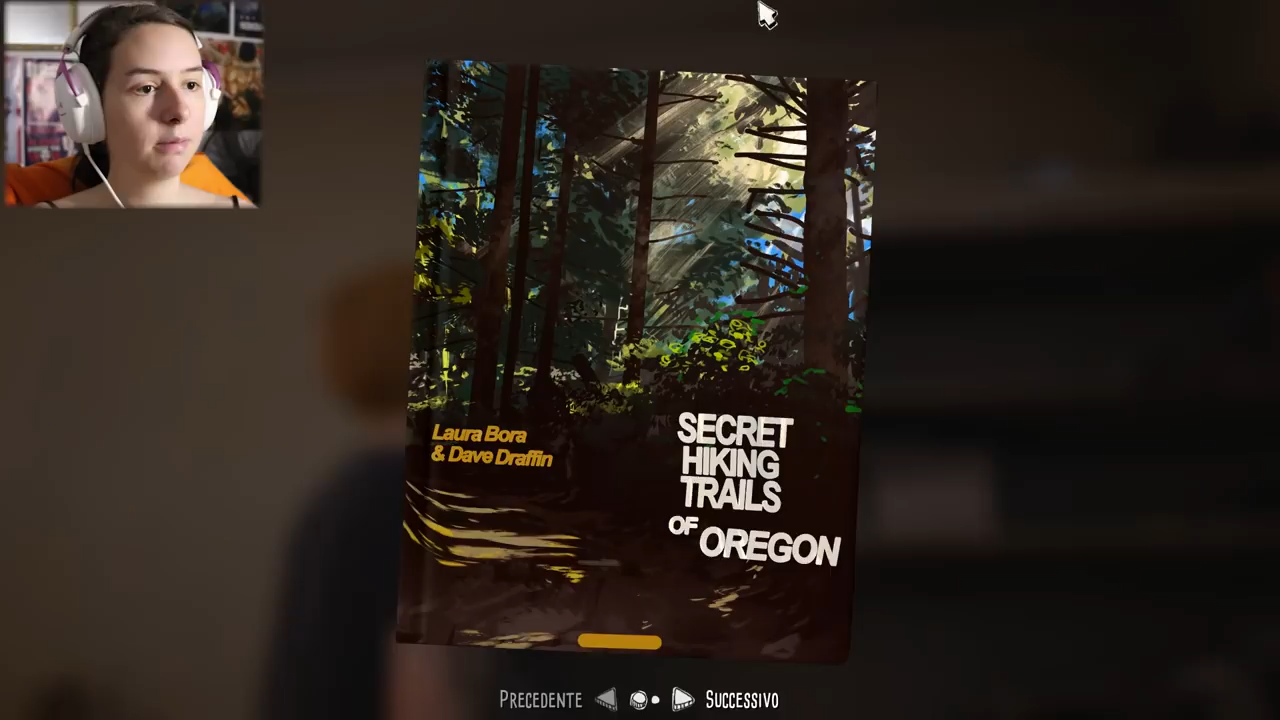 Laura Bora
& Dave Draffin
SECRET
HIKING
TRAILS
OF OREGON
PRECEDENTE
SUCCESSIVO